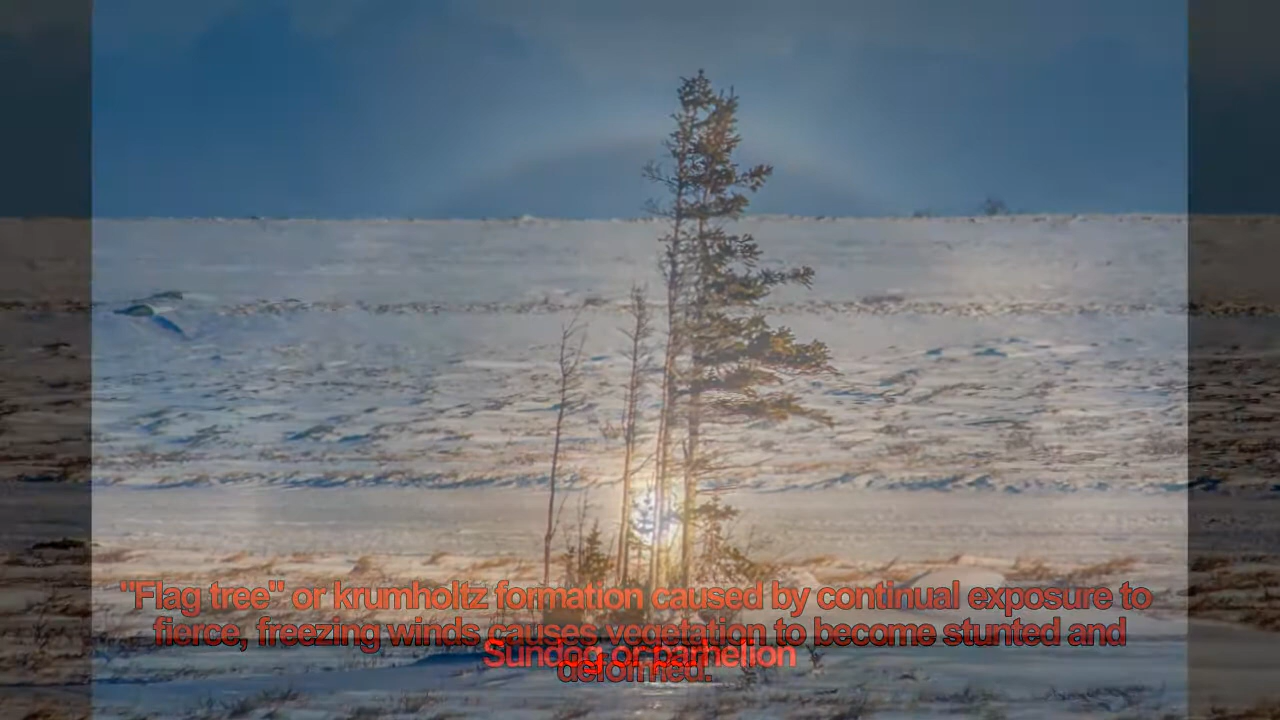 "Flag tree" or krumholtz formation caused by continual exposure to
fierce, freezing winds causes vegetation to become stunted and
Sundog or parhelion
deformed.